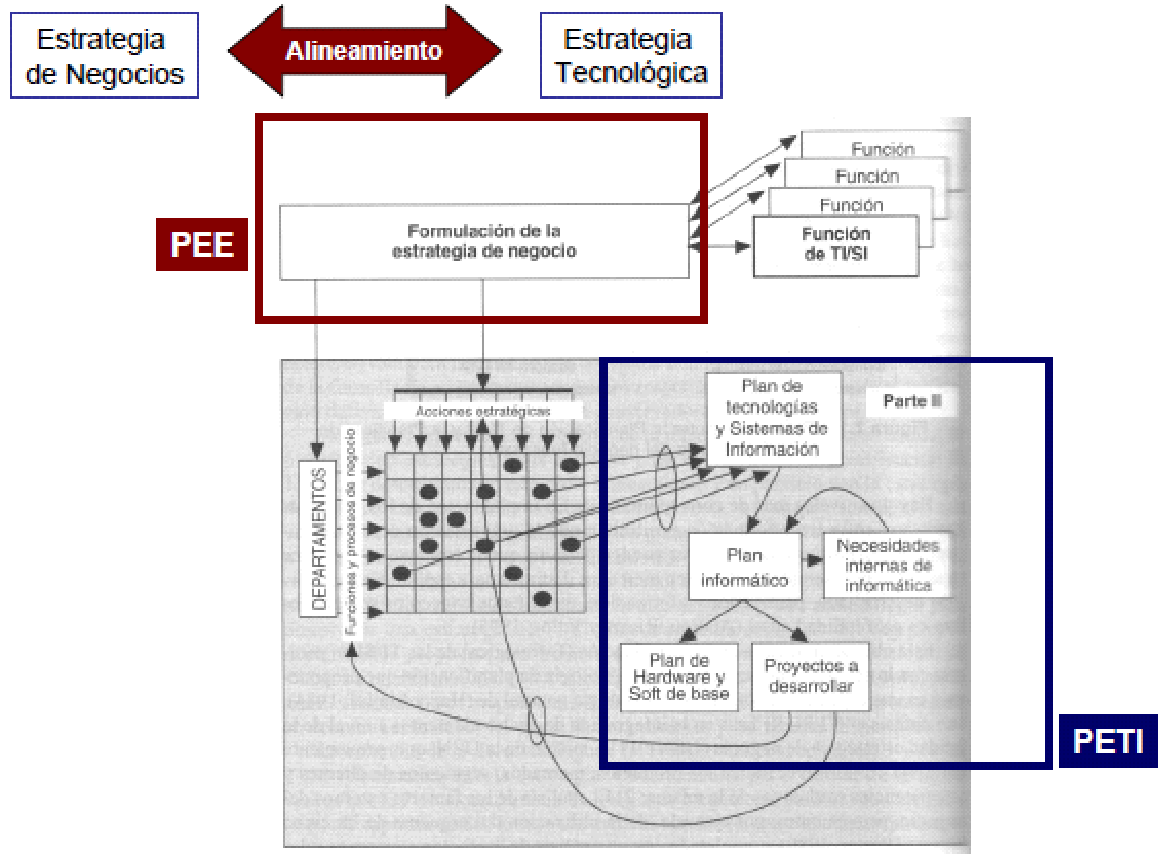 Estrategia
de Negocios
Alineamiento
Estrategia
Tecnológica
Función
Función
Función
Función
de TI/SI
PEE
Formulación de la
estrategia de negocio
Acciones estratégicas
DEPARTAMENTOS
Funciones y procesos de negocio
Plan de
tecnologías
y Sistemas de
Información
Parte II
Plan
informático
Necesidades
internas de
informática
Plan de
Hardware y
Soft de base
Proyectos a
desarrollar
PETI